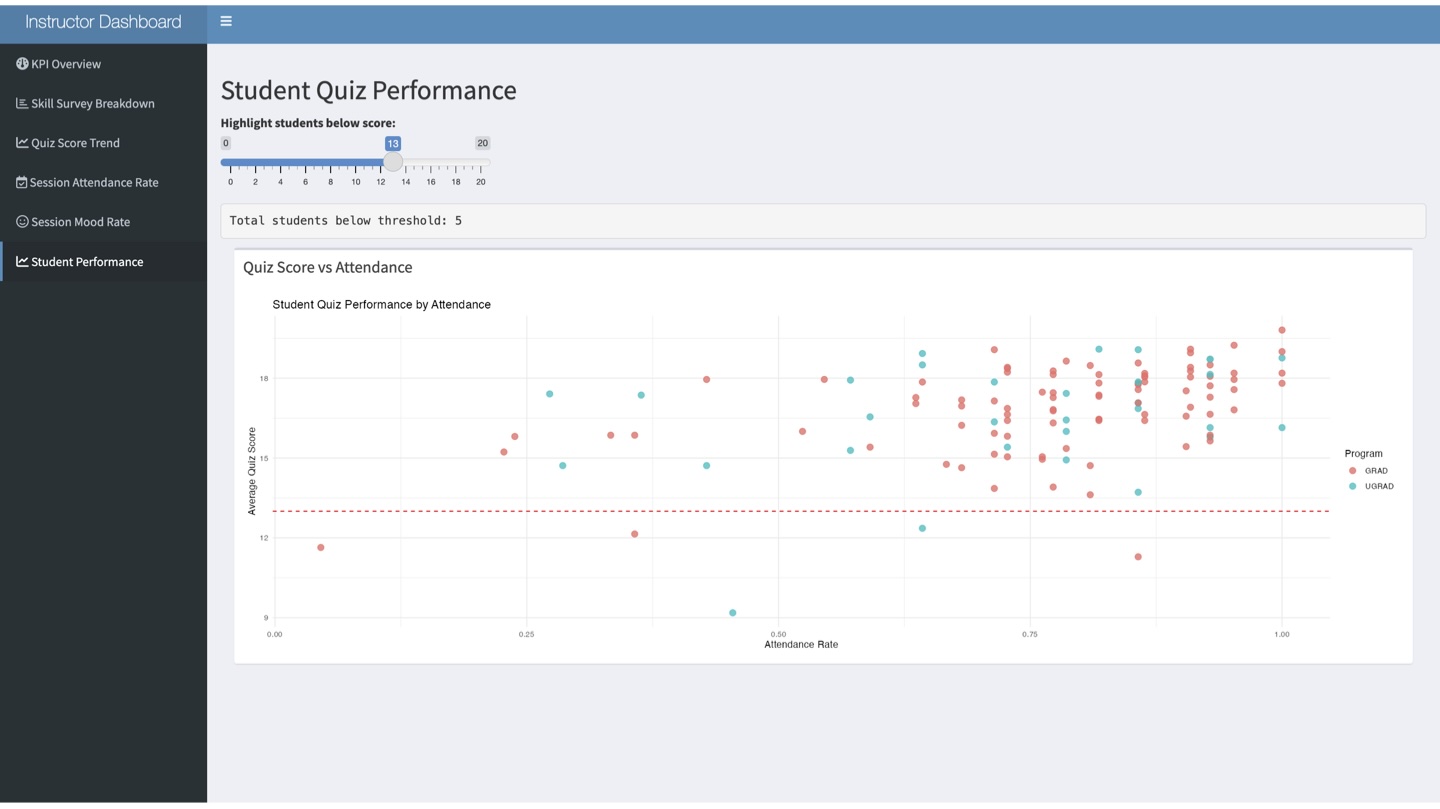 Instructor Dashboard
KPI Overview
Skill Survey Breakdown
Quiz Score Trend
Session Attendance Rate
Session Mood Rate
Student Performance
Student Quiz Performance
Highlight students below score:
0 13 20
0 2 4 6 8 10 12 14 16 18 20
Total students below threshold: 5
Quiz Score vs Attendance
Student Quiz Performance by Attendance
Average Quiz Score
18
15
12
9
0.00 0.25 0.50 0.75 1.00
Attendance Rate
Program
GRAD
UGRAD